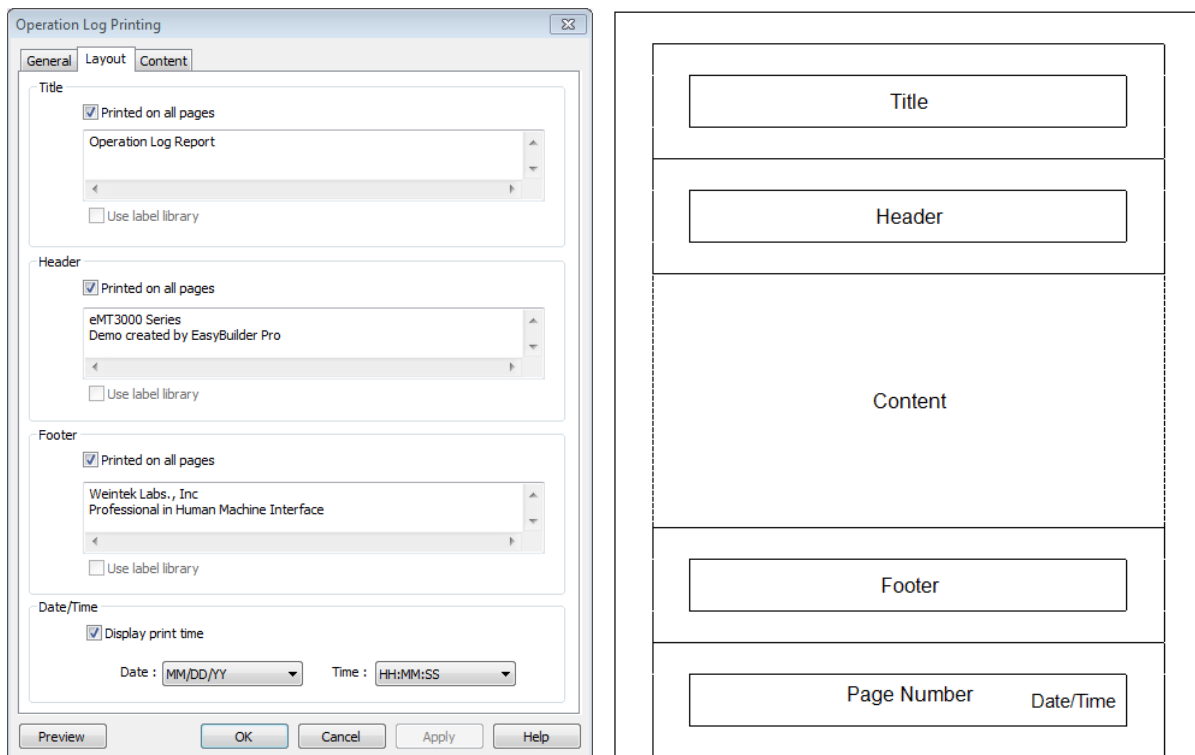 Operation Log Printing
General Layout Content
Title
Printed on all pages
Operation Log Report
Use label library
Header
Printed on all pages
eMT3000 Series
Demo created by EasyBuilder Pro
Use label library
Footer
Printed on all pages
Weintek Labs., Inc
Professional in Human Machine Interface
Use label library
Date/Time
Display print time
Date : MM/DD/YY Time : HH:MM:SS
Preview OK Cancel Apply Help
Title
Header
Content
Footer
Page Number Date/Time